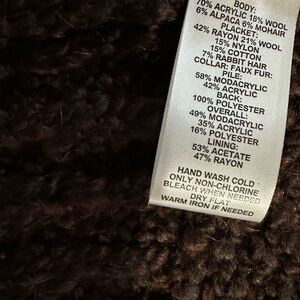 BODY:
70% ACRYLIC 18% WOOL
6% ALPACA 6% MOHAIR
PLACKET:
42% RAYON 21% WOOL
15% NYLON
15% COTTON
7% RABBIT HAIR
COLLAR: FAUX FUR:
PILE:
58% MODACRYLIC
42% ACRYLIC
BACK:
100% POLYESTER
OVERALL:
49% MODACRYLIC
35% ACRYLIC
16% POLYESTER
LINING:
53% ACETATE
47% RAYON
HAND WASH COLD
ONLY NON-CHLORINE
BLEACH WHEN NEEDED
DRY FLAT
WARM IRON IF NEEDED